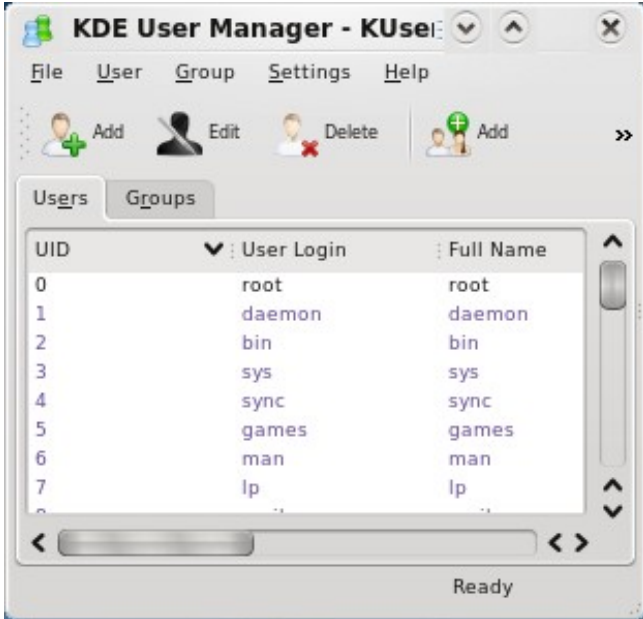 KDE User Manager - KUser
File User Group Settings Help
Add Edit Delete Add
Users Groups
UID User Login Full Name
0 root root
1 daemon daemon
2 bin bin
3 sys sys
4 sync sync
5 games games
6 man man
7 lp lp
Ready